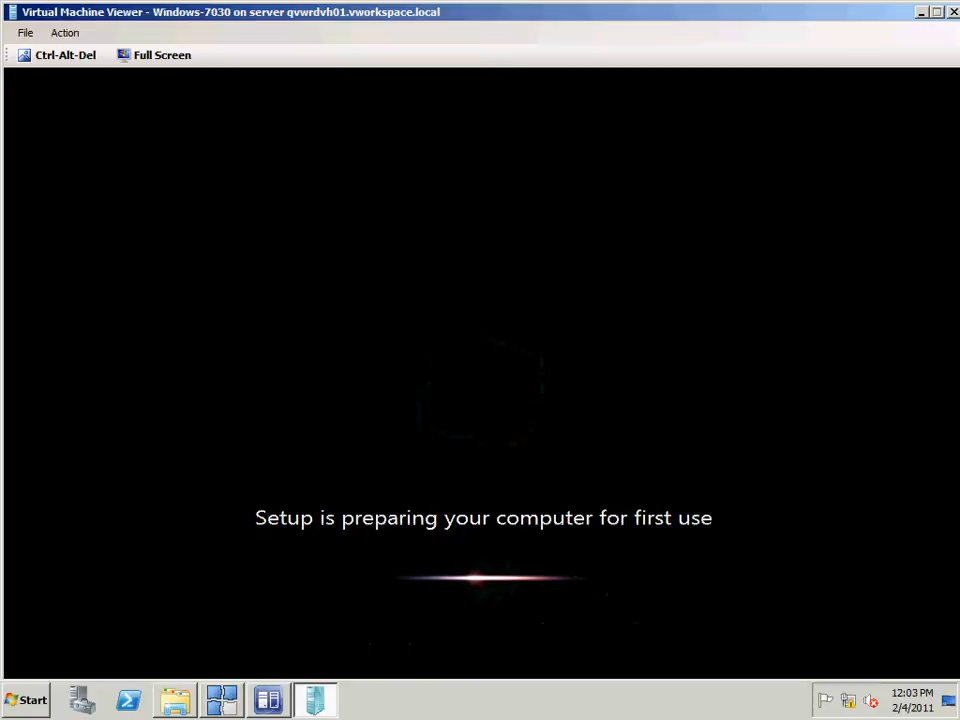 Virtual Machine Viewer - Windows-7030 on server qvwrdvh01.vworkspace.local
File Action
Ctrl-Alt-Del Full Screen
Setup is preparing your computer for first use
Start
12:03 PM
2/4/2011